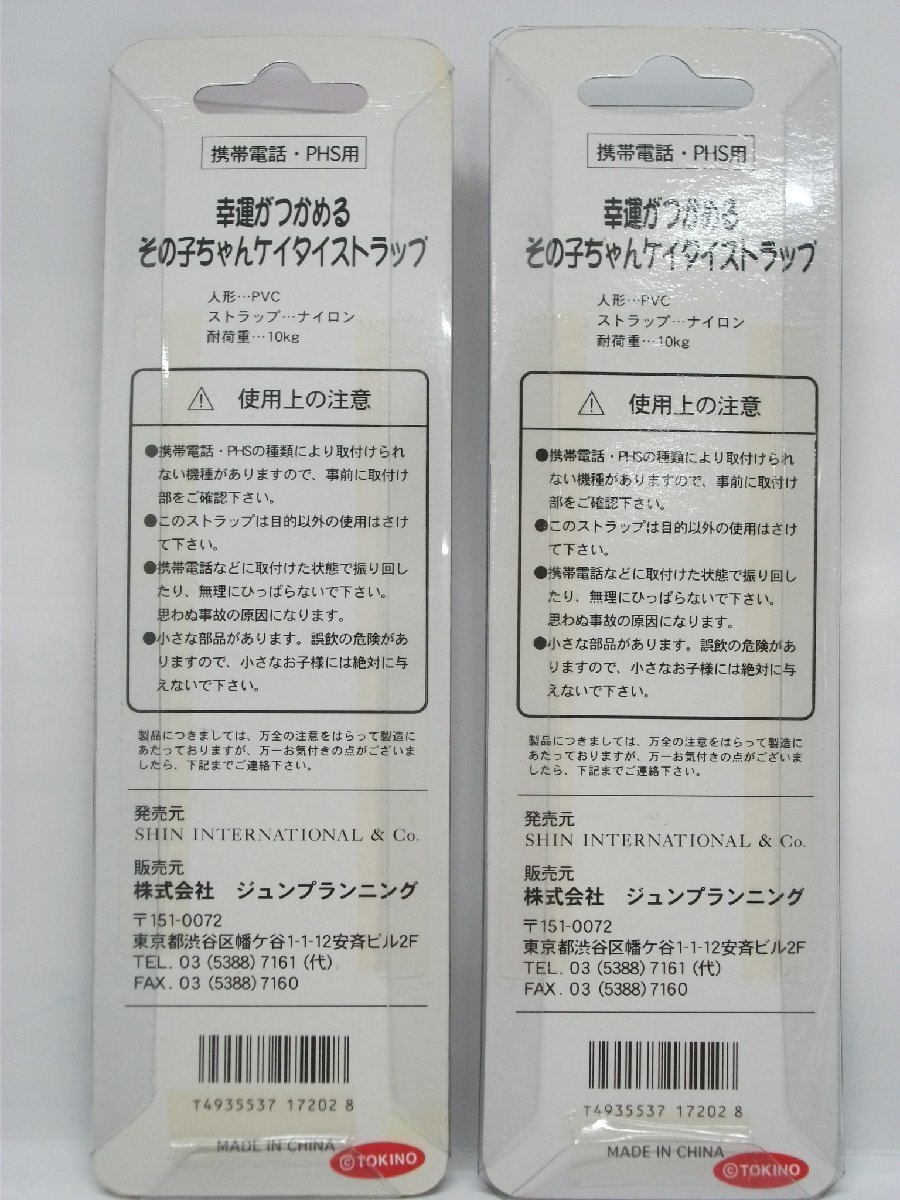 携帯電話・PHS用
幸運がつかめる
その子ちゃんケイタイストラップ
人形…PVC
ストラップ…ナイロン
耐荷重…10kg
⚠ 使用上の注意
●携帯電話・PHSの種類により取付けられ
ない機種がありますので、事前に取付け
部をご確認下さい。
●このストラップは目的以外の使用はさけ
て下さい。
●携帯電話などに取付けた状態で振り回し
たり、無理にひっぱらないで下さい。
思わぬ事故の原因になります。
●小さな部品があります。誤飲の危険があ
りますので、小さなお子様には絶対に与
えないで下さい。
製品につきましては、万全の注意をはらって製造に
あたっておりますが、万一お気付きの点がございま
したら、下記までご連絡下さい。
発売元
SHIN INTERNATIONAL & Co.
販売元
株式会社 ジュンプランニング
〒151-0072
東京都渋谷区幡ケ谷1-1-12安斉ビル2F
TEL. 03 (5388) 7161 (代)
FAX. 03 (5388) 7160
T4935537 17202 8
MADE IN CHINA
©TOKINO
携帯電話・PHS用
幸運がつかめる
その子ちゃんケイタイストラップ
人形…PVC
ストラップ…ナイロン
耐荷重…10kg
⚠ 使用上の注意
●携帯電話・PHSの種類により取付けられ
ない機種がありますので、事前に取付け
部をご確認下さい。
●このストラップは目的以外の使用はさけ
て下さい。
●携帯電話などに取付けた状態で振り回し
たり、無理にひっぱらないで下さい。
思わぬ事故の原因になります。
●小さな部品があります。誤飲の危険があ
りますので、小さなお子様には絶対に与
えないで下さい。
製品につきましては、万全の注意をはらって製造に
あたっておりますが、万一お気付きの点がございま
したら、下記までご連絡下さい。
発売元
SHIN INTERNATIONAL & Co.
販売元
株式会社 ジュンプランニング
〒151-0072
東京都渋谷区幡ケ谷1-1-12安斉ビル2F
TEL. 03 (5388) 7161 (代)
FAX. 03 (5388) 7160
T4935537 17202 8
MADE IN CHINA
©TOKINO